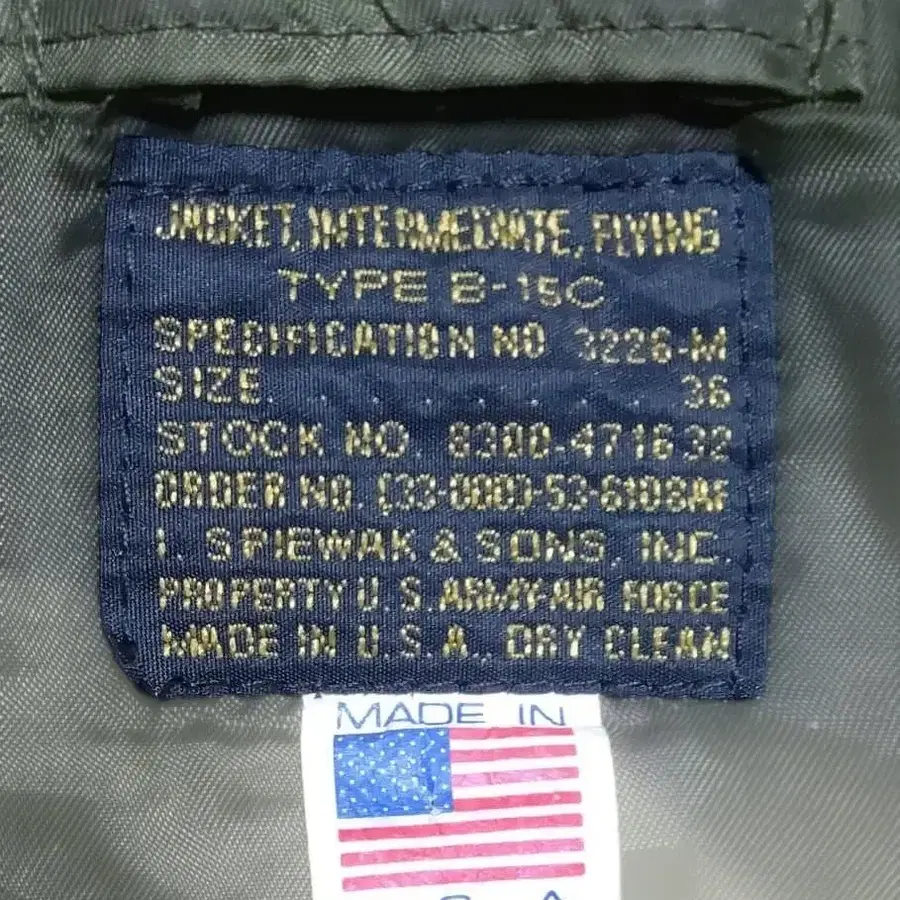 JACKET, INTERMEDIATE, FLYING
TYPE B-15C
SPECIFICATION NO. 3226-M
SIZE 36
STOCK NO. 8300-471632
ORDER NO. (33-000)-53-6108AF
I. SPIEWAK & SONS, INC.
PROPERTY U.S. ARMY-AIR FORCE
MADE IN U.S.A. DRY CLEAN
MADE IN